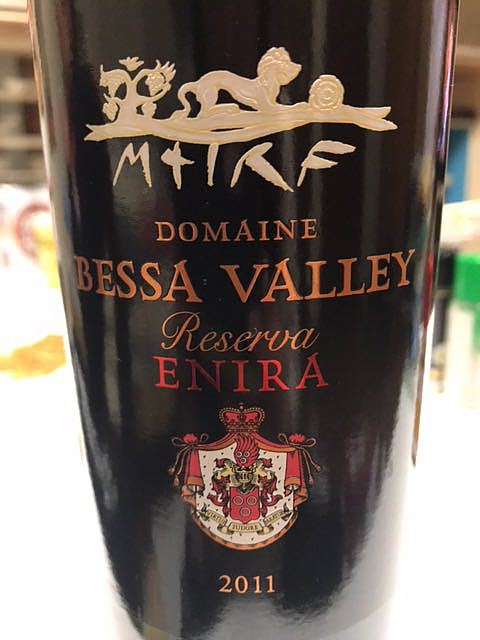 DOMAINE
BESSA VALLEY
Reserva
ENIRA
2011